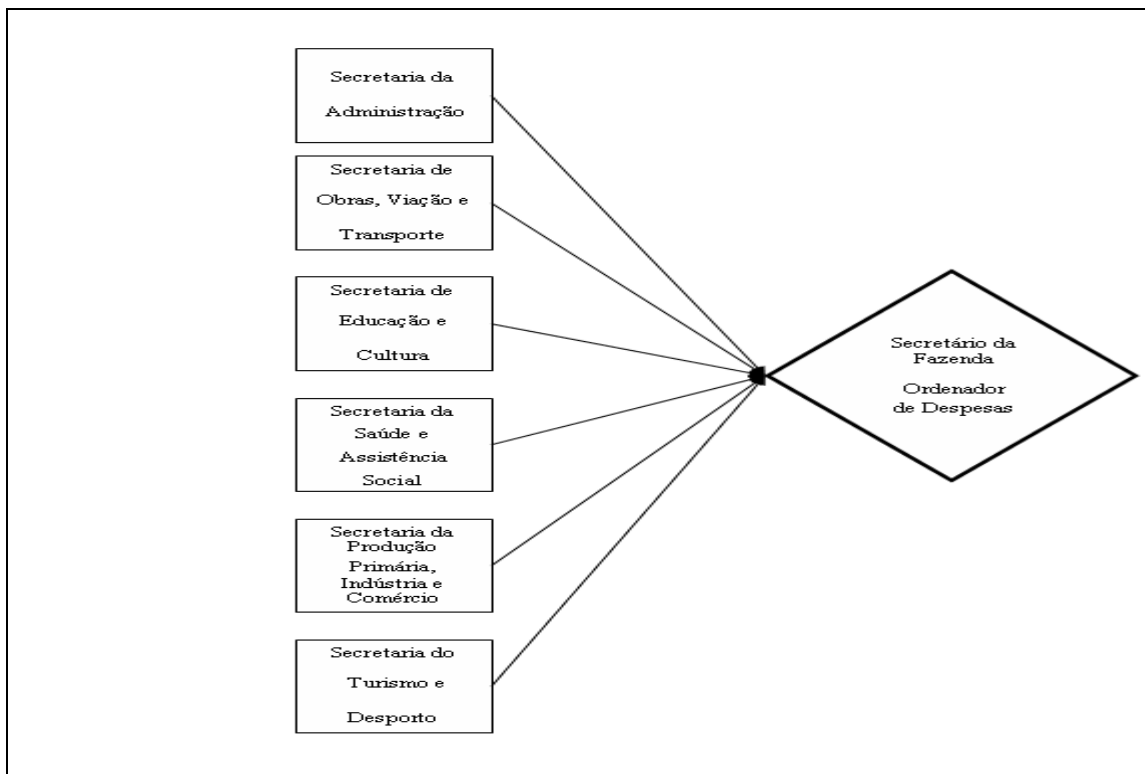 Secretaria da
Administração
Secretaria de
Obras, Viação e
Transporte
Secretaria de
Educação e
Cultura
Secretaria da
Saúde e
Assistência
Social
Secretaria da
Produção
Primária,
Indústria e
Comércio
Secretaria do
Turismo e
Desporto
Secretário da
Fazenda
Ordenador
de Despesas